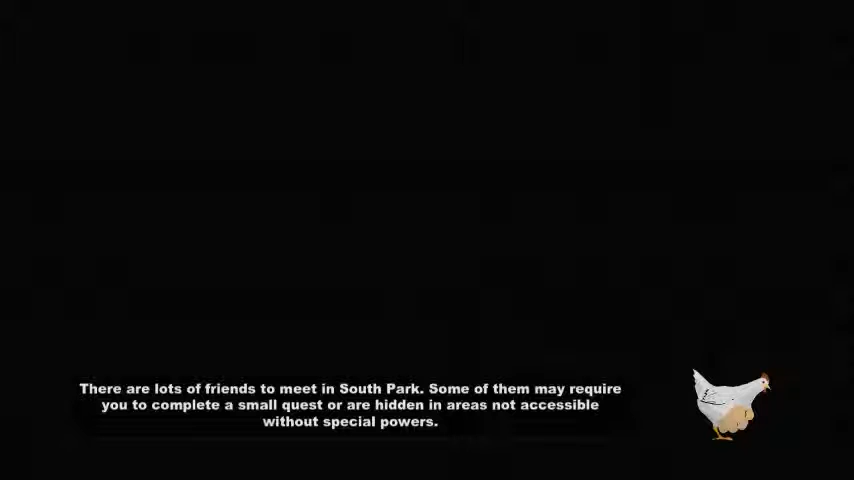 There are lots of friends to meet in South Park. Some of them may require
you to complete a small quest or are hidden in areas not accessible
without special powers.